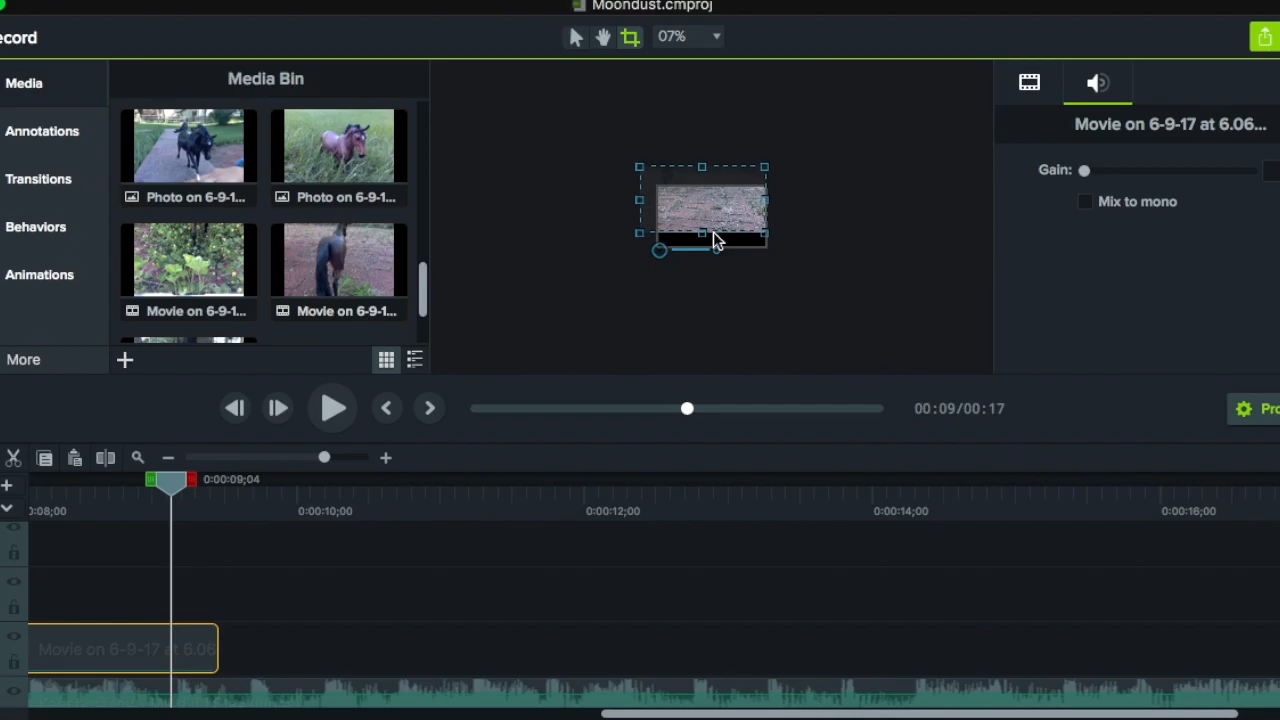 Moondust.cmproj
ecord
07%
Media
Media Bin
Movie on 6-9-17 at 6.06...
Annotations
Gain:
Transitions
Photo on 6-9-1...
Photo on 6-9-1...
Mix to mono
Behaviors
Animations
Movie on 6-9-1...
Movie on 6-9-1...
More
00:09/00:17
Pro
0:00:09;04
0:08;00
0:00:10;00
0:00:12;00
0:00:14;00
0:00:16;00
Movie on 6-9-17 at 6.06